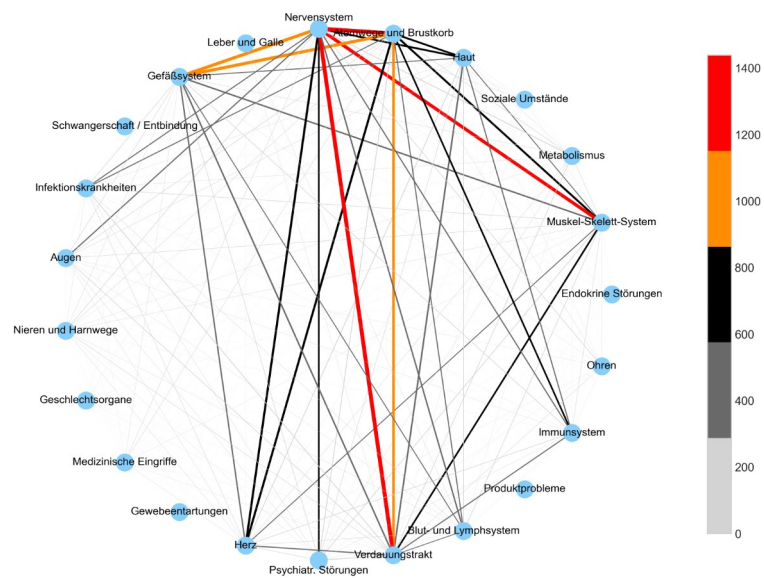 Nervensystem
Atemwege und Brustkorb
Leber und Galle
Haut
Gefäßsystem
Soziale Umstände
Schwangerschaft / Entbindung
Metabolismus
Infektionskrankheiten
Muskel-Skelett-System
Augen
Endokrine Störungen
Nieren und Harnwege
Ohren
Geschlechtsorgane
Immunsystem
Medizinische Eingriffe
Produktprobleme
Gewebeentartungen
Blut- und Lymphsystem
Herz
Verdauungstrakt
Psychiatr. Störungen
1400
1200
1000
800
600
400
200
0